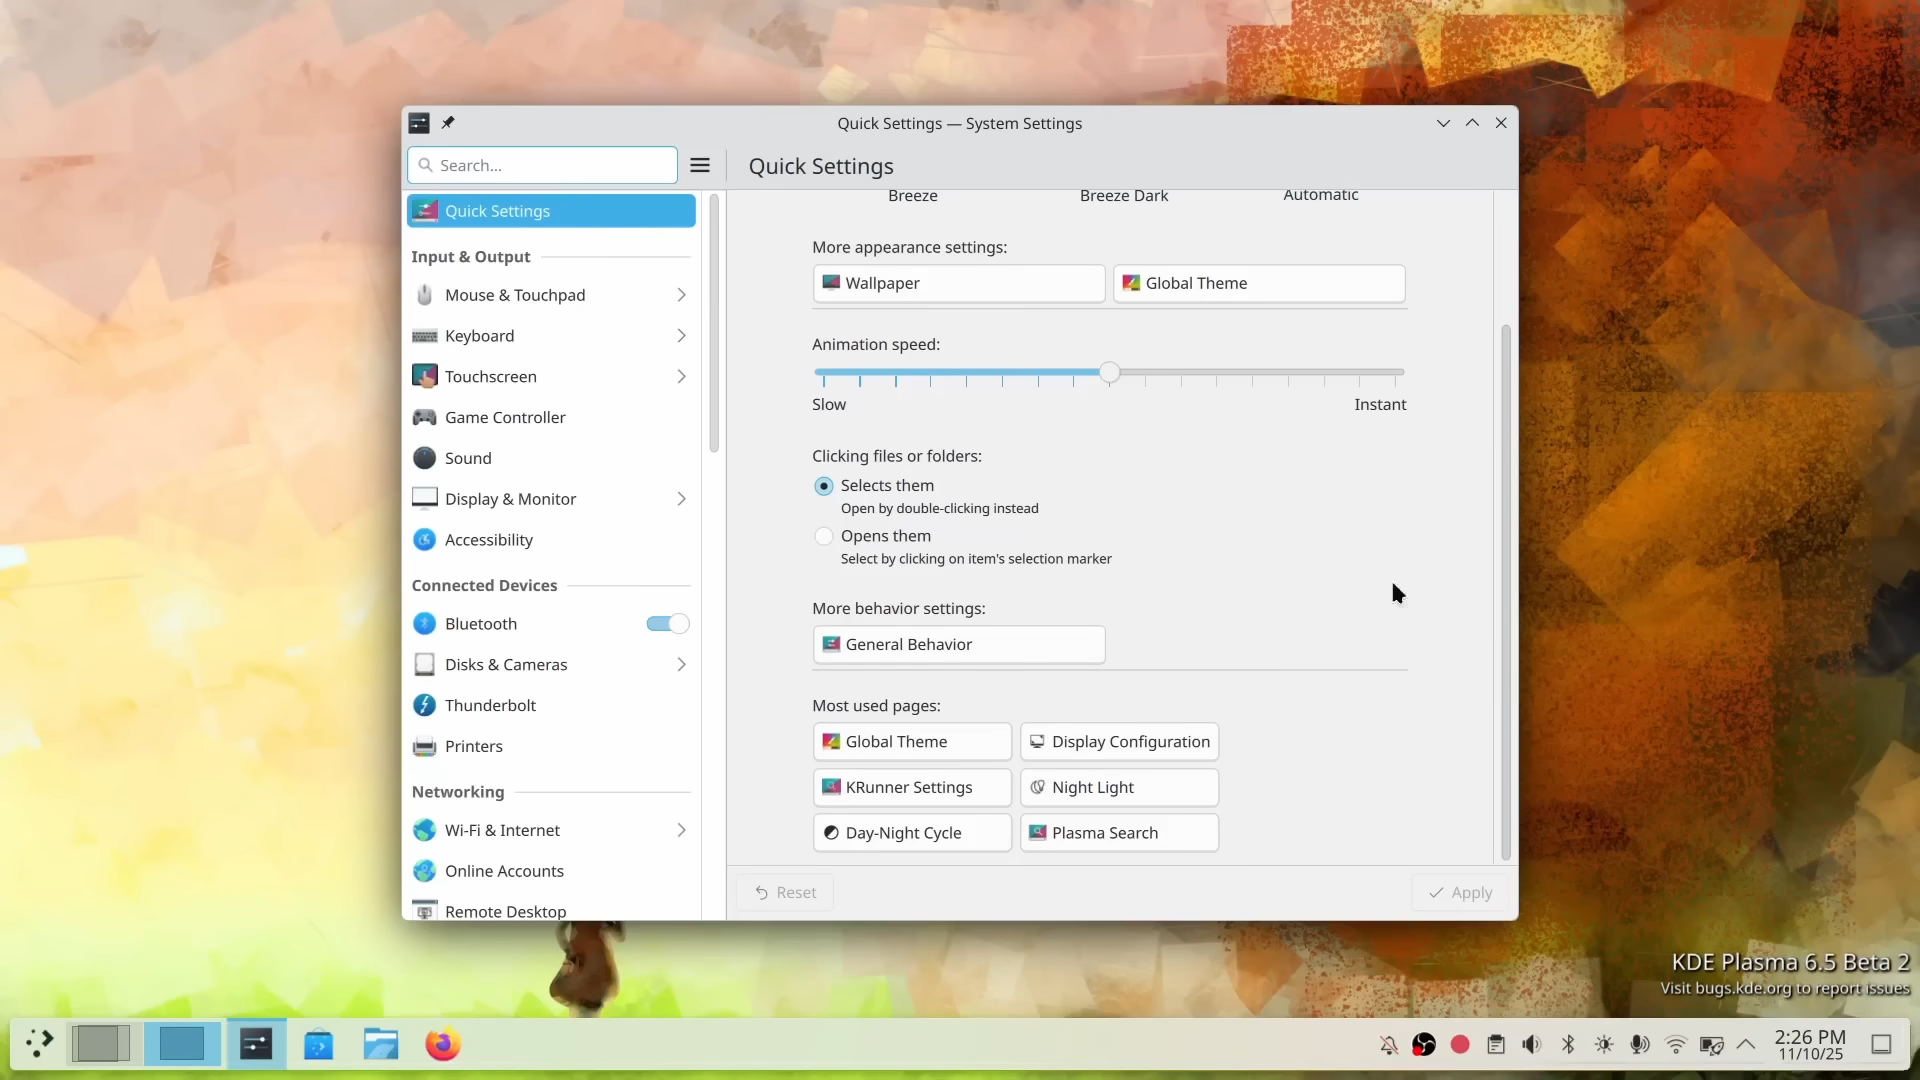 Quick Settings — System Settings
Search...
Quick Settings
Quick Settings
Input & Output
Mouse & Touchpad
Keyboard
Touchscreen
Game Controller
Sound
Display & Monitor
Accessibility
Connected Devices
Bluetooth
Disks & Cameras
Thunderbolt
Printers
Networking
Wi-Fi & Internet
Online Accounts
Remote Desktop
Breeze
Breeze Dark
Automatic
More appearance settings:
Wallpaper
Global Theme
Animation speed:
Slow
Instant
Clicking files or folders:
Selects them
Open by double-clicking instead
Opens them
Select by clicking on item's selection marker
More behavior settings:
General Behavior
Most used pages:
Global Theme
Display Configuration
KRunner Settings
Night Light
Day-Night Cycle
Plasma Search
Reset
Apply
KDE Plasma 6.5 Beta 2
Visit bugs.kde.org to report issues
2:26 PM
11/10/25